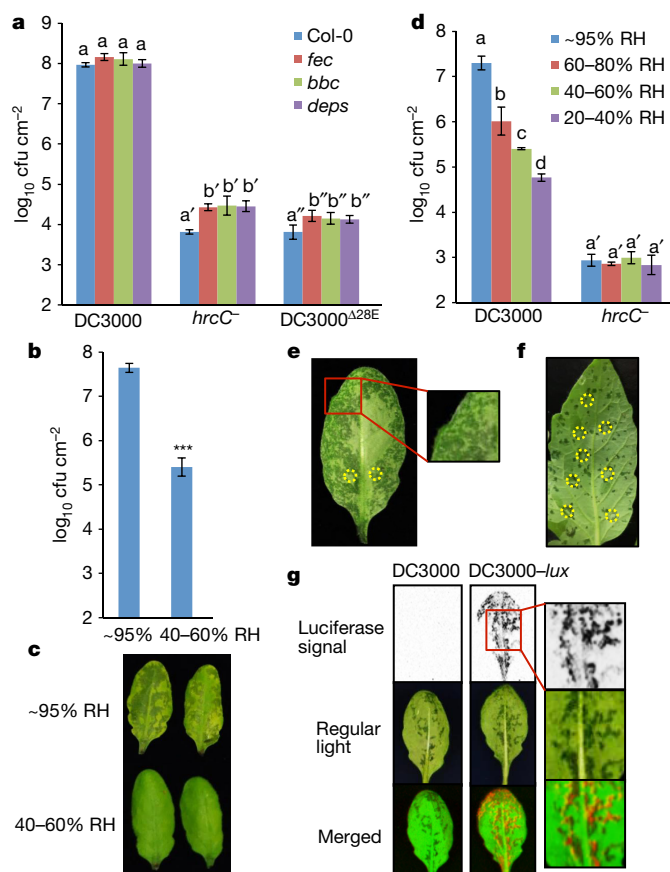 a
log10 cfu cm−2
9
8
7
6
5
4
3
2
a a a a
a′ b′ b′ b′
a″ b″ b″ b″
Col-0
fec
bbc
deps
DC3000
hrcC−
DC3000Δ28E
d
log10 cfu cm−2
8
7
6
5
4
3
2
a
b
c
d
a′ a′ a′ a′
~95% RH
60–80% RH
40–60% RH
20–40% RH
DC3000
hrcC−
b
log10 cfu cm−2
8
7
6
5
4
3
2
***
~95% 40–60% RH
c
~95% RH
40–60% RH
e
f
g
DC3000 DC3000–lux
Luciferase
signal
Regular
light
Merged